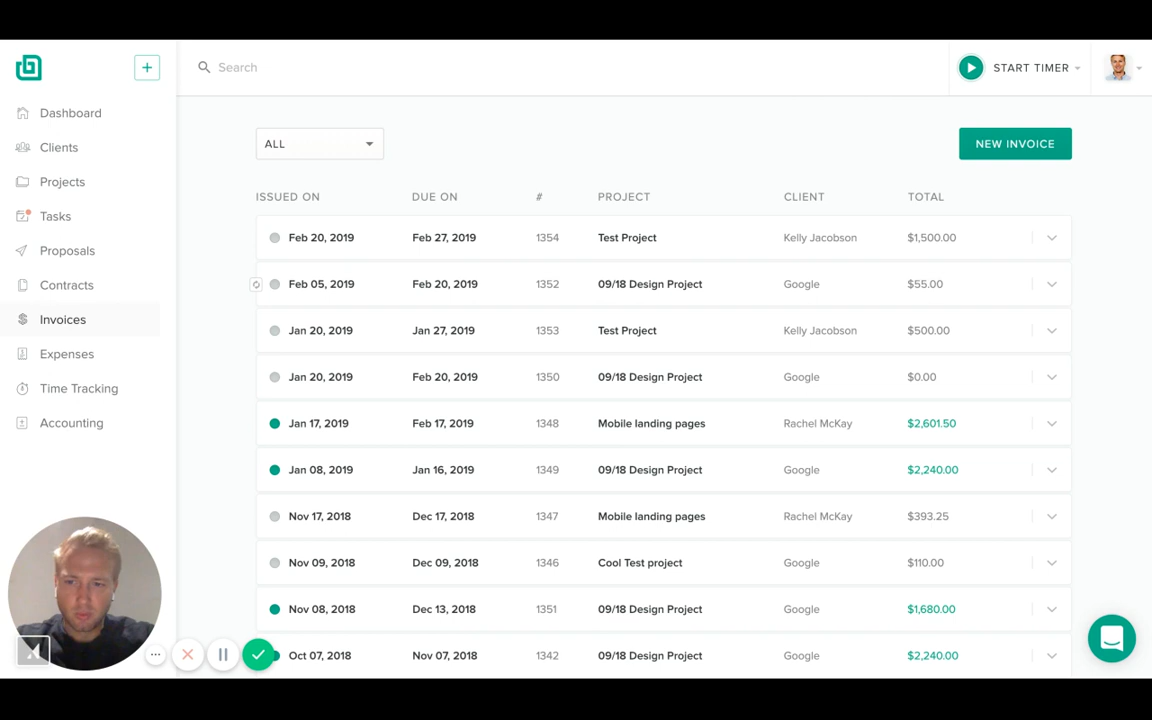 Search
START TIMER
Dashboard
Clients
Projects
Tasks
Proposals
Contracts
Invoices
Expenses
Time Tracking
Accounting
ALL
NEW INVOICE
ISSUED ON DUE ON # PROJECT CLIENT TOTAL
Feb 20, 2019 Feb 27, 2019 1354 Test Project Kelly Jacobson $1,500.00
Feb 05, 2019 Feb 20, 2019 1352 09/18 Design Project Google $55.00
Jan 20, 2019 Jan 27, 2019 1353 Test Project Kelly Jacobson $500.00
Jan 20, 2019 Feb 20, 2019 1350 09/18 Design Project Google $0.00
Jan 17, 2019 Feb 17, 2019 1348 Mobile landing pages Rachel McKay $2,601.50
Jan 08, 2019 Jan 16, 2019 1349 09/18 Design Project Google $2,240.00
Nov 17, 2018 Dec 17, 2018 1347 Mobile landing pages Rachel McKay $393.25
Nov 09, 2018 Dec 09, 2018 1346 Cool Test project Google $110.00
Nov 08, 2018 Dec 13, 2018 1351 09/18 Design Project Google $1,680.00
Oct 07, 2018 Nov 07, 2018 1342 09/18 Design Project Google $2,240.00